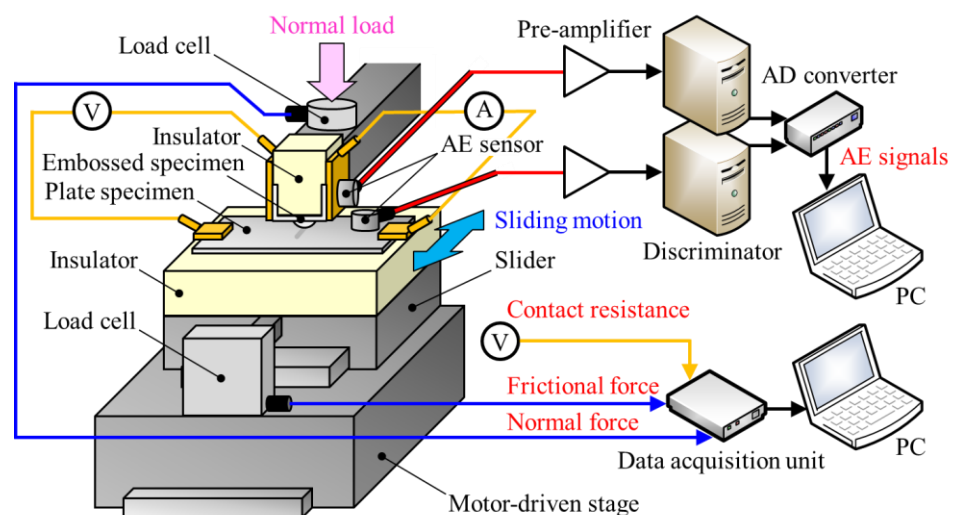 Normal load
Load cell
Pre-amplifier
AD converter
V
A
Insulator
Embossed specimen
Plate specimen
AE sensor
AE signals
Sliding motion
Discriminator
Insulator
Slider
PC
Load cell
Contact resistance
V
Frictional force
Normal force
PC
Data acquisition unit
Motor-driven stage